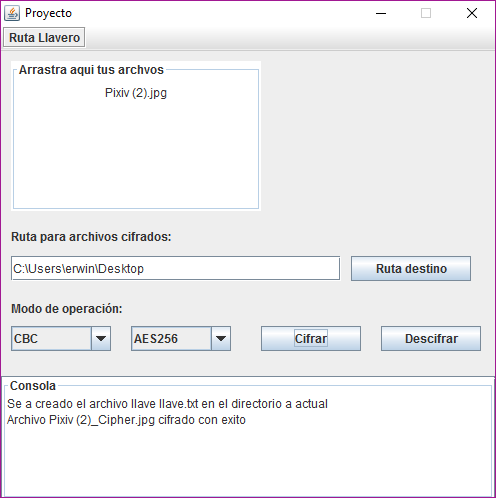 Proyecto
Ruta Llavero
Arrastra aqui tus archvos
Pixiv (2).jpg
Ruta para archivos cifrados:
C:\Users\erwin\Desktop
Ruta destino
Modo de operación:
CBC
AES256
Cifrar
Descifrar
Consola
Se a creado el archivo llave llave.txt en el directorio a actual
Archivo Pixiv (2)_Cipher.jpg cifrado con exito